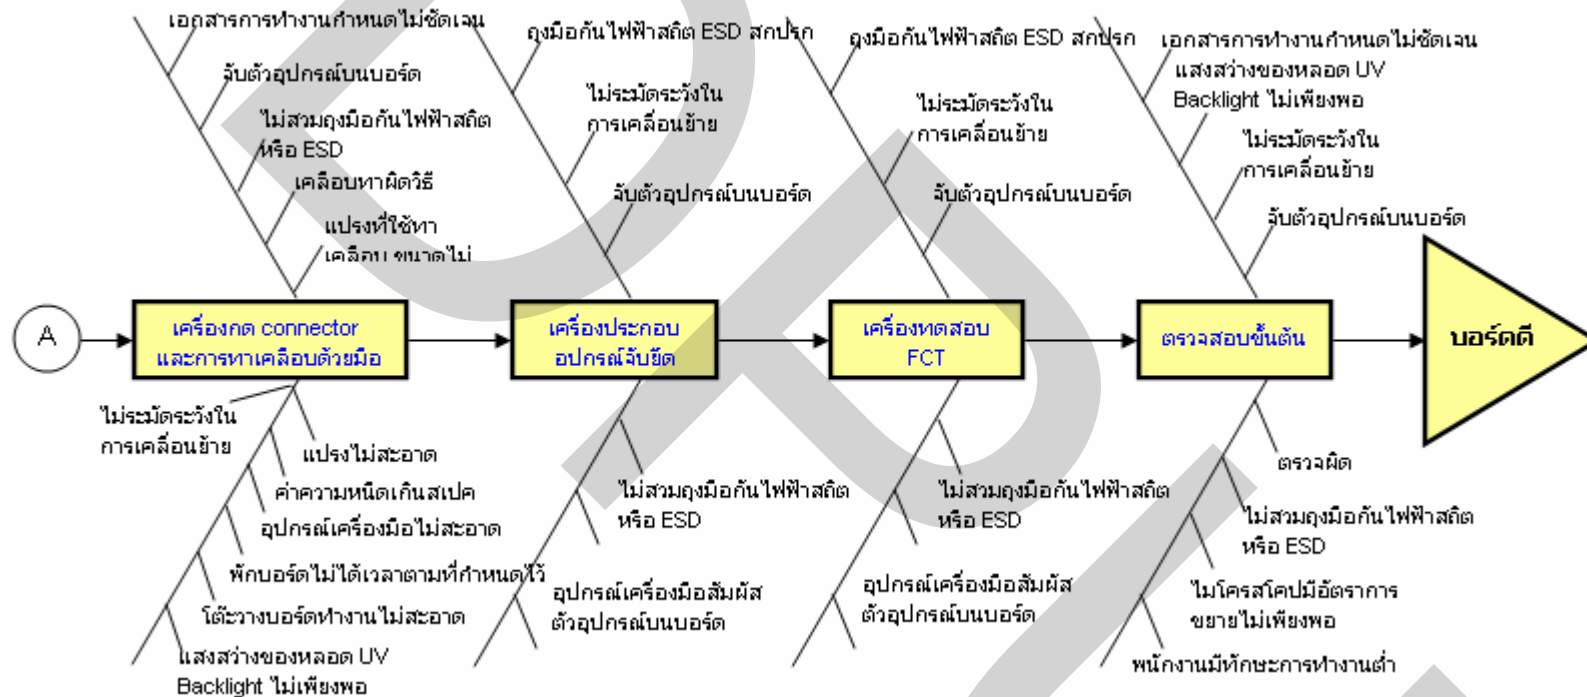 เอกสารการทำงานกำหนดไม่ชัดเจน
จับตัวอุปกรณ์บนบอร์ด
ไม่สวมถุงมือกันไฟฟ้าสถิต
หรือ ESD
เคลือบทาผิดวิธี
แปรงที่ใช้ทา
เคลือบ ขนาดไม่
ถุงมือกันไฟฟ้าสถิต ESD สกปรก
ไม่ระมัดระวังใน
การเคลื่อนย้าย
จับตัวอุปกรณ์บนบอร์ด
ถุงมือกันไฟฟ้าสถิต ESD สกปรก
ไม่ระมัดระวังใน
การเคลื่อนย้าย
จับตัวอุปกรณ์บนบอร์ด
เอกสารการทำงานกำหนดไม่ชัดเจน
แสงสว่างของหลอด UV
Backlight ไม่เพียงพอ
ไม่ระมัดระวังใน
การเคลื่อนย้าย
จับตัวอุปกรณ์บนบอร์ด
A
เครื่องกด connector
และการทาเคลือบด้วยมือ
เครื่องประกอบ
อุปกรณ์จับยึด
เครื่องทดสอบ
FCT
ตรวจสอบขั้นต้น
บอร์ดดี
ไม่ระมัดระวังใน
การเคลื่อนย้าย
แปรงไม่สะอาด
ค่าความหนืดเกินสเปค
อุปกรณ์เครื่องมือไม่สะอาด
พักบอร์ดไม่ได้เวลาตามที่กำหนดไว้
โต๊ะวางบอร์ดทำงานไม่สะอาด
แสงสว่างของหลอด UV
Backlight ไม่เพียงพอ
ไม่สวมถุงมือกันไฟฟ้าสถิต
หรือ ESD
อุปกรณ์เครื่องมือสัมผัส
ตัวอุปกรณ์บนบอร์ด
ไม่สวมถุงมือกันไฟฟ้าสถิต
หรือ ESD
อุปกรณ์เครื่องมือสัมผัส
ตัวอุปกรณ์บนบอร์ด
ตรวจผิด
ไม่สวมถุงมือกันไฟฟ้าสถิต
หรือ ESD
ไมโครสโคปมีอัตราการ
ขยายไม่เพียงพอ
พนักงานมีทักษะการทำงานต่ำ